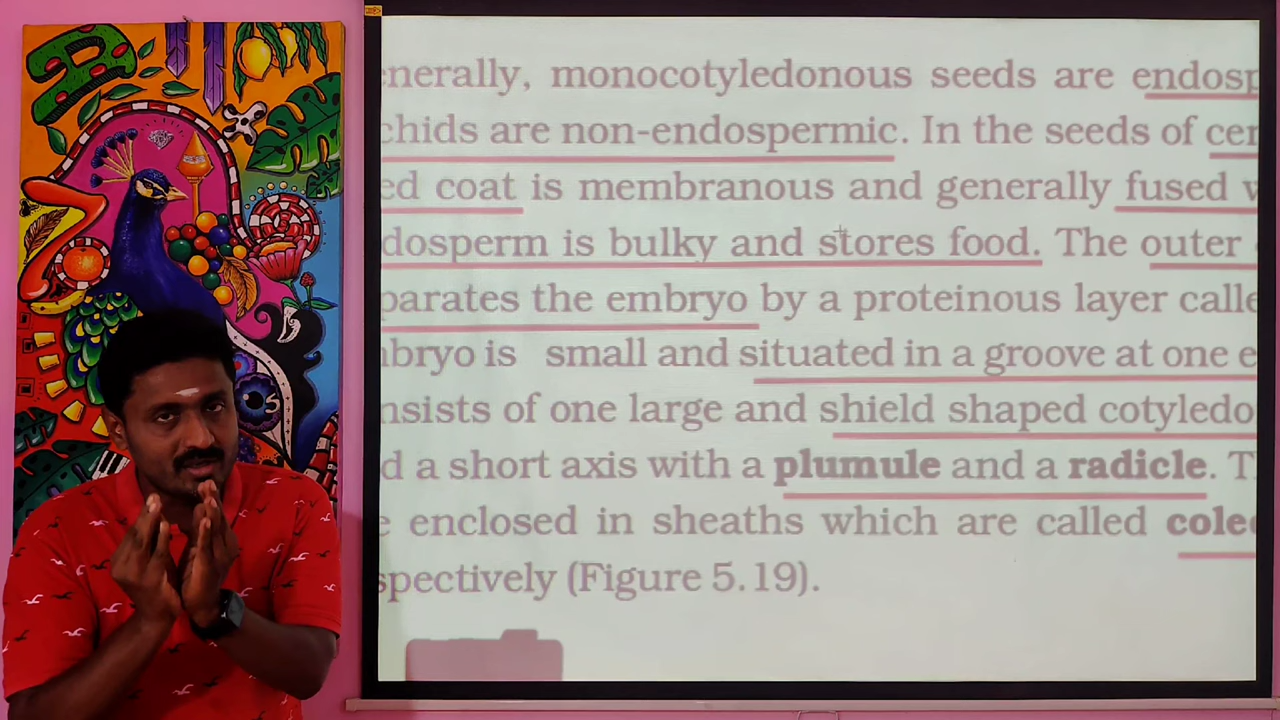 enerally, monocotyledonous seeds are endosp
chids are non-endospermic. In the seeds of cer
ed coat is membranous and generally fused w
dosperm is bulky and stores food. The outer
parates the embryo by a proteinous layer calle
bryo is small and situated in a groove at one e
nsists of one large and shield shaped cotyledo
d a short axis with a plumule and a radicle. T
e enclosed in sheaths which are called coleo
spectively (Figure 5.19).